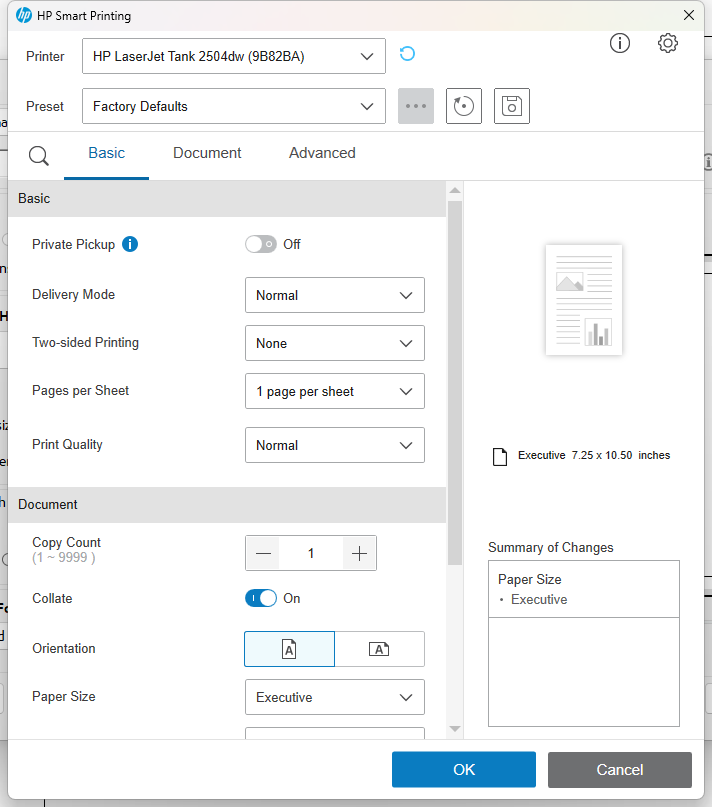 HP Smart Printing
Printer
HP LaserJet Tank 2504dw (9B82BA)
Preset
Factory Defaults
Basic Document Advanced
Basic
Private Pickup
Off
Delivery Mode
Normal
Two-sided Printing
None
Pages per Sheet
1 page per sheet
Print Quality
Normal
Document
Copy Count
(1 ~ 9999 )
1
Collate
On
Orientation
A A
Paper Size
Executive
Executive 7.25 x 10.50 inches
Summary of Changes
Paper Size
• Executive
OK Cancel